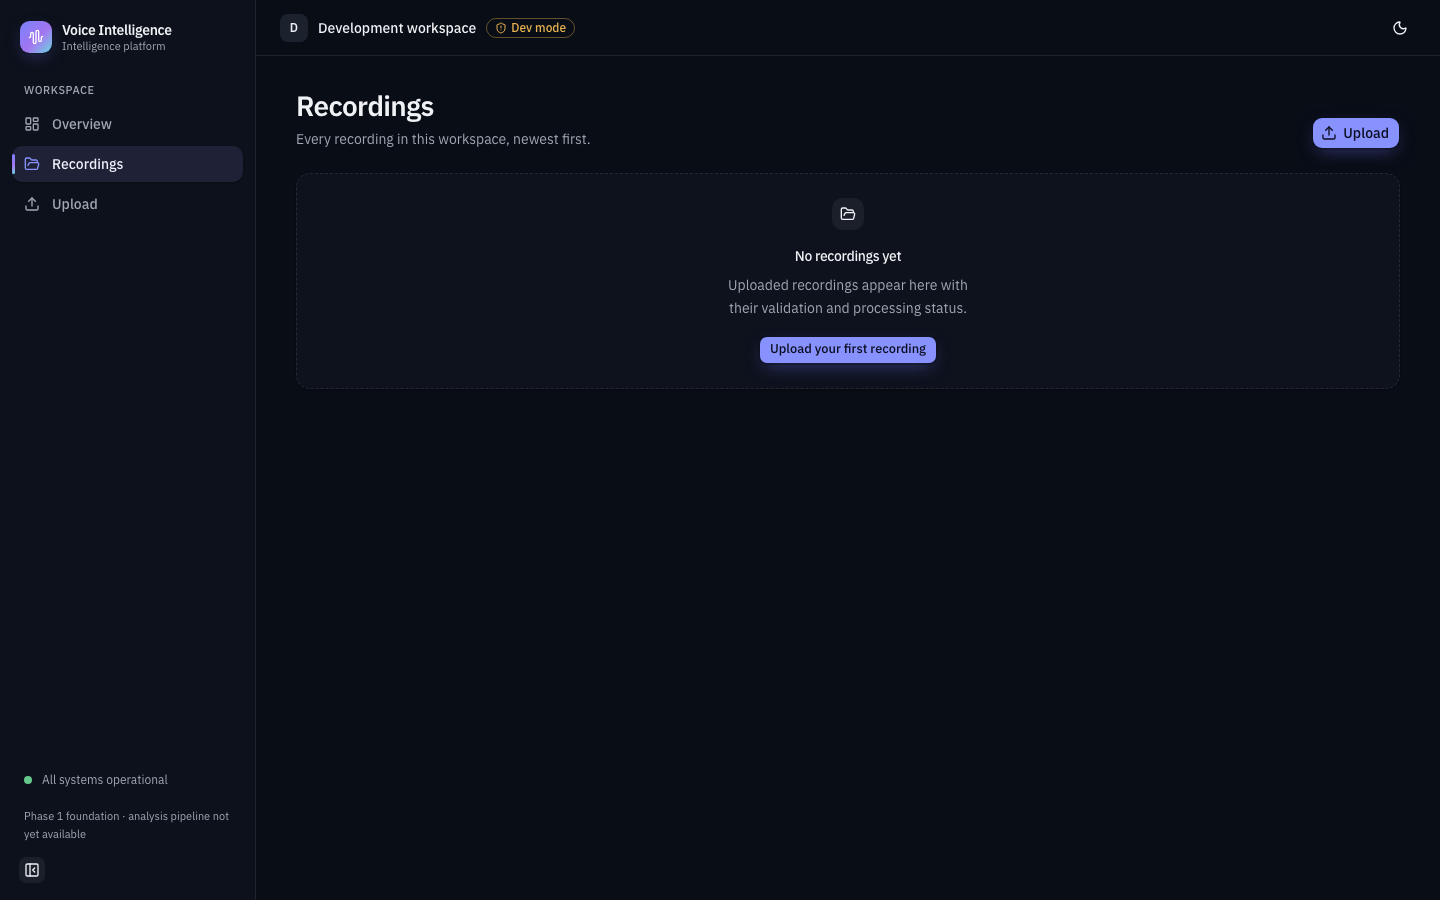 Voice Intelligence
Intelligence platform
WORKSPACE
Overview
Recordings
Upload
All systems operational
Phase 1 foundation · analysis pipeline not
yet available
D
Development workspace
Dev mode
Recordings
Every recording in this workspace, newest first.
Upload
No recordings yet
Uploaded recordings appear here with
their validation and processing status.
Upload your first recording